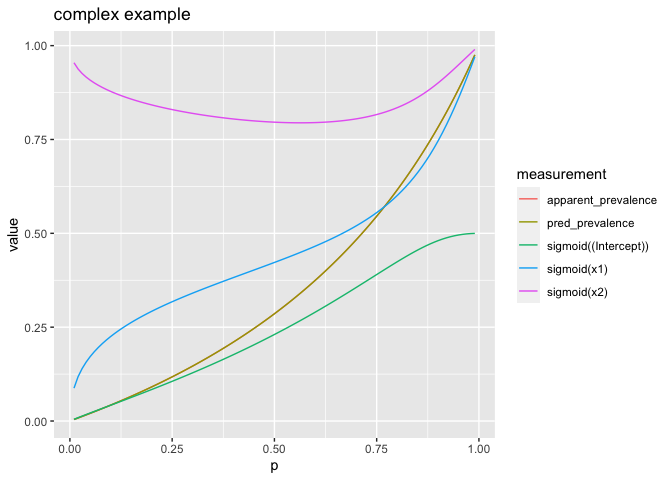 complex example
1.00
0.75
0.50
0.25
0.00
value
0.00 0.25 0.50 0.75 1.00
p
measurement
apparent_prevalence
pred_prevalence
sigmoid((Intercept))
sigmoid(x1)
sigmoid(x2)